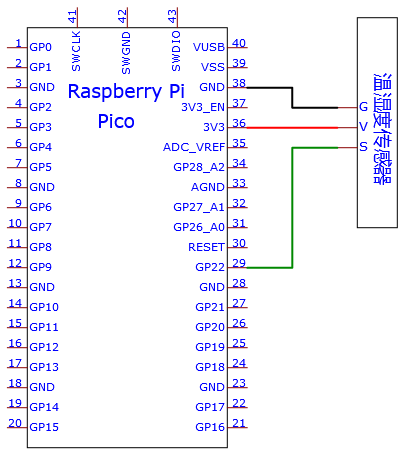 41 42 43
SWCLK SWGND SWDIO
1 GP0 VUSB 40
2 GP1 VSS 39
3 GND GND 38
Raspberry Pi
4 GP2 3V3_EN 37 G
Pico
5 GP3 3V3 36 V
6 GP4 ADC_VREF 35 S
7 GP5 GP28_A2 34
8 GND AGND 33
9 GP6 GP27_A1 32
10 GP7 GP26_A0 31
11 GP8 RESET 30
12 GP9 GP22 29
13 GND GND 28
14 GP10 GP21 27
15 GP11 GP20 26
16 GP12 GP19 25
17 GP13 GP18 24
18 GND GND 23
19 GP14 GP17 22
20 GP15 GP16 21
温湿度传感器